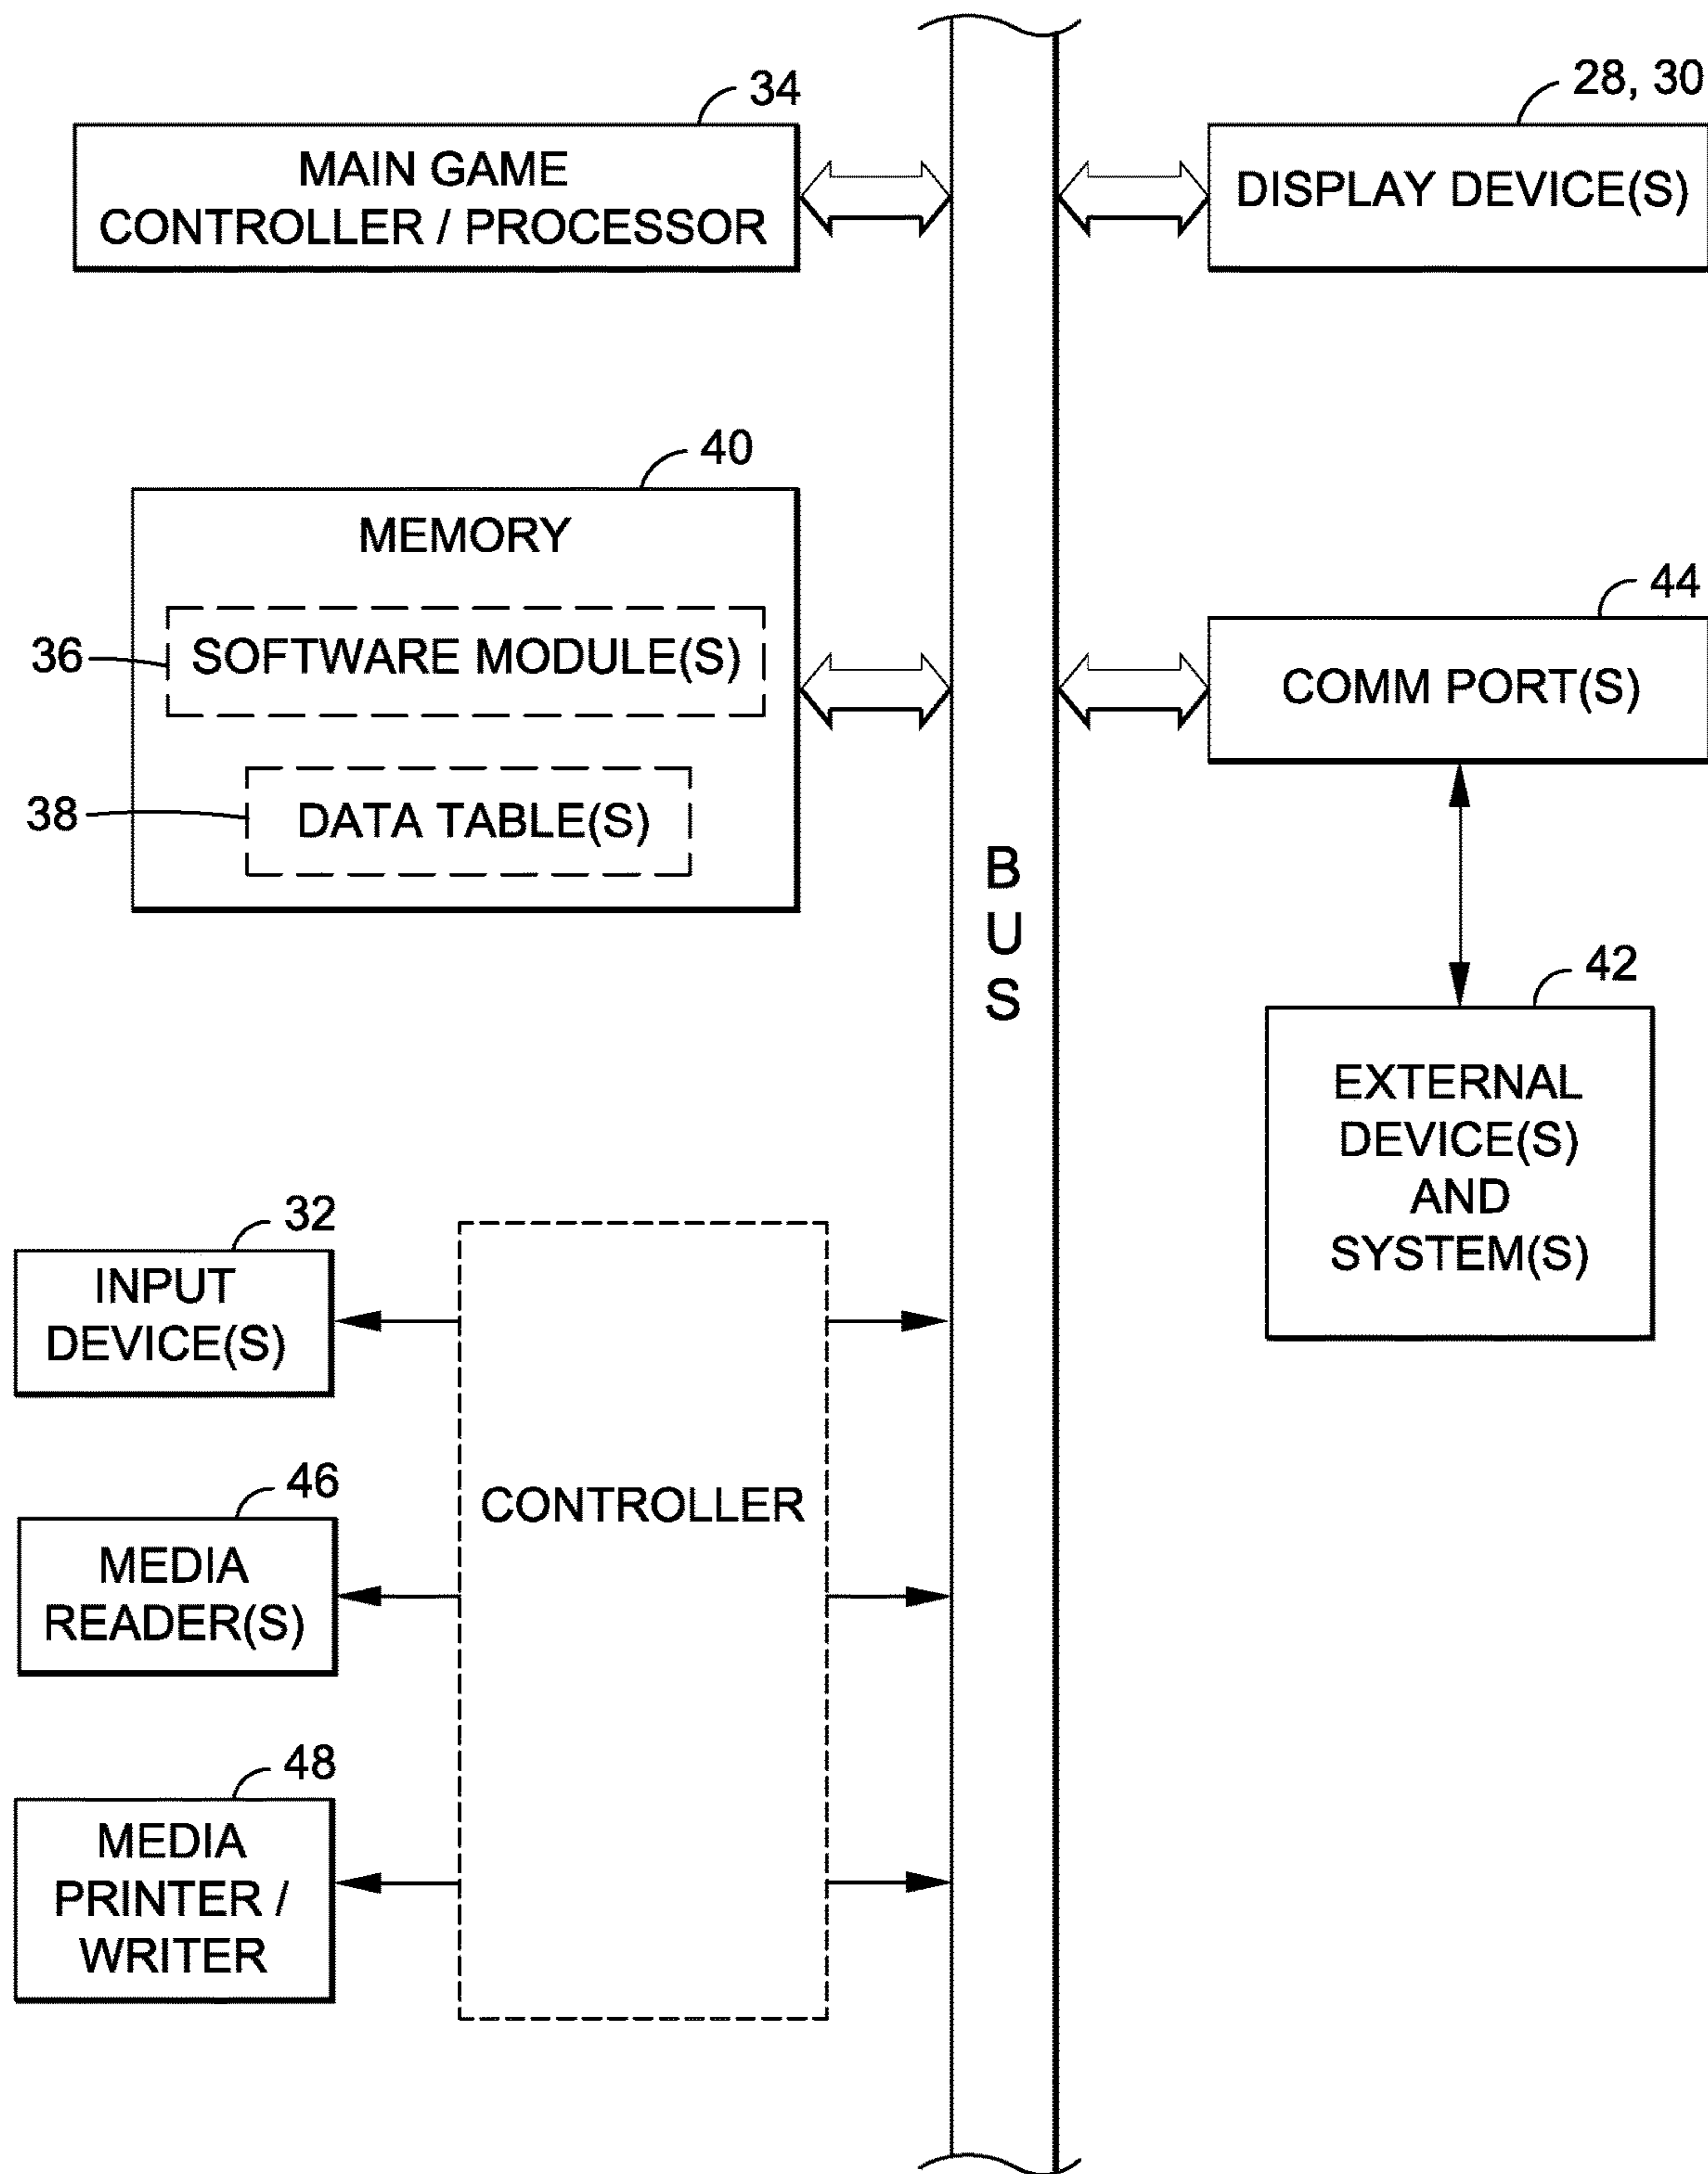 34
MAIN GAME
CONTROLLER / PROCESSOR
28, 30
DISPLAY DEVICE(S)
40
MEMORY
36
SOFTWARE MODULE(S)
38
DATA TABLE(S)
44
COMM PORT(S)
B
U
S
42
EXTERNAL
DEVICE(S)
AND
SYSTEM(S)
32
INPUT
DEVICE(S)
46
MEDIA
READER(S)
CONTROLLER
48
MEDIA
PRINTER /
WRITER